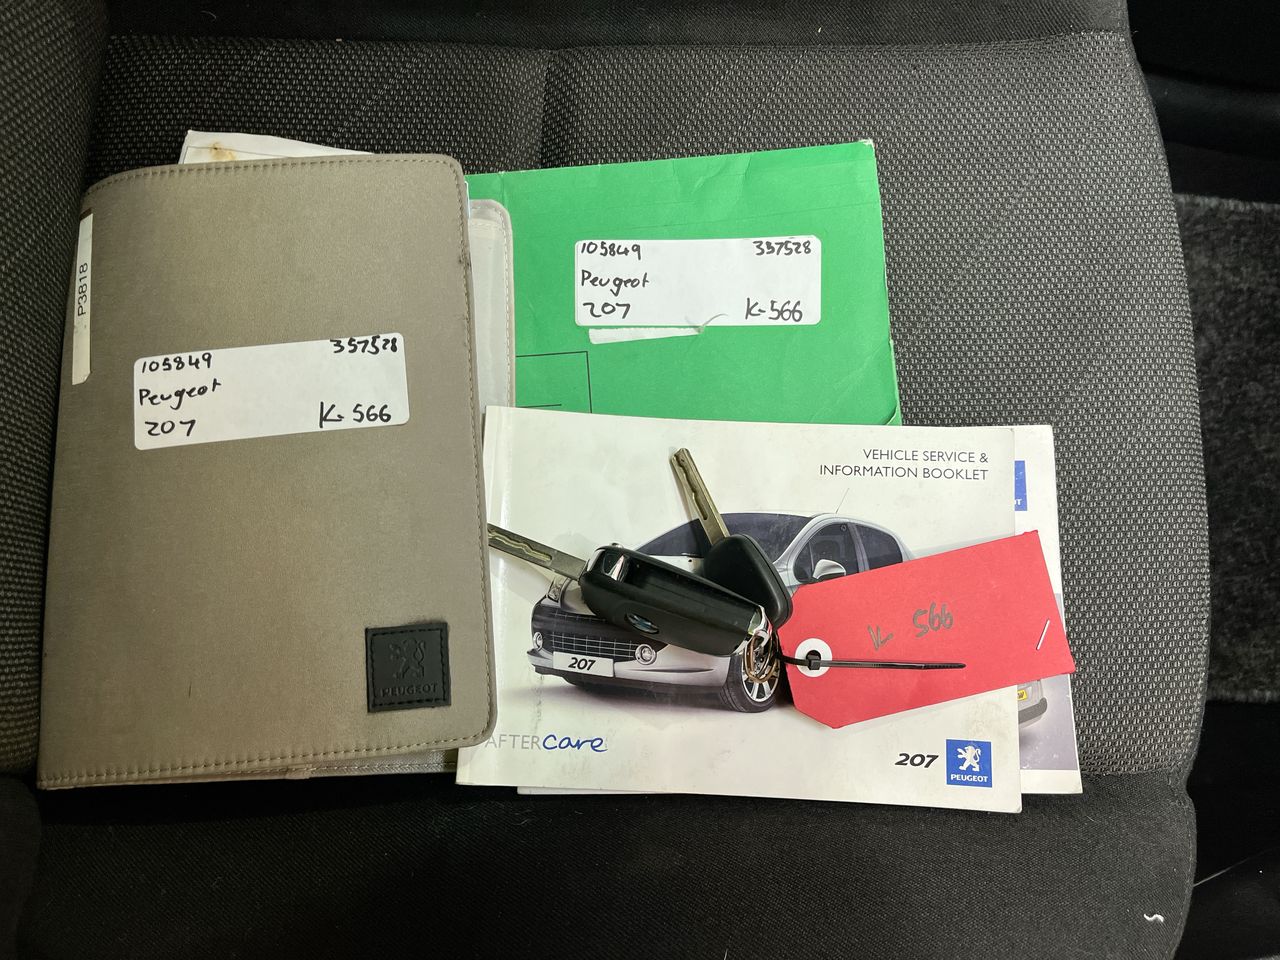 P3818
105849 357528
Peugeot
207 K-566
PEUGEOT
105849 357528
Peugeot
207 K-566
VEHICLE SERVICE &
INFORMATION BOOKLET
207
AFTERcare
207
PEUGEOT
K 566